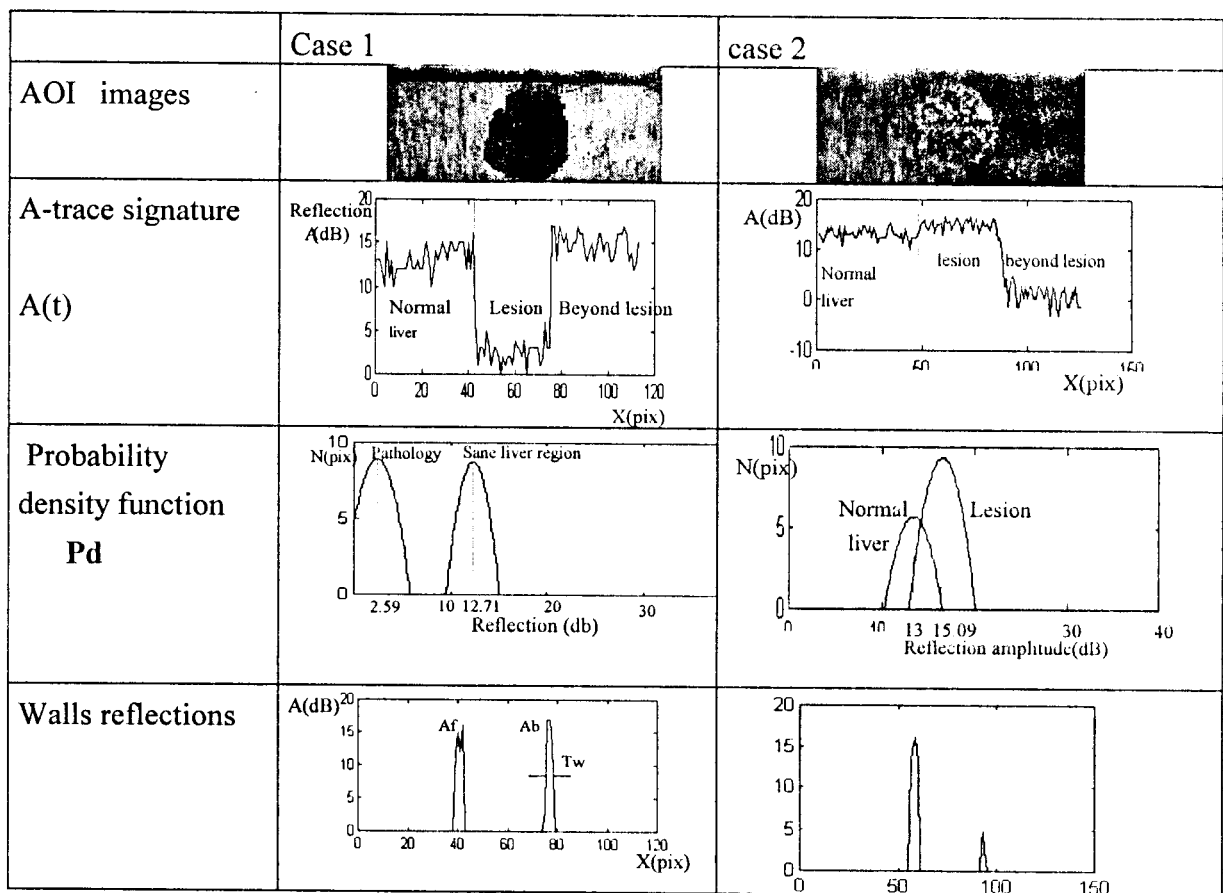 Case 1
case 2
AOI images
A-trace signature
A(t)
Reflection
A(dB)
20
15
10
5
0
Normal
liver
Lesion
Beyond lesion
0 20 40 60 80 100 120
X(pix)
A(dB)
20
10
0
-10
Normal
liver
lesion
beyond lesion
0 50 100
X(pix)
Probability
density function
Pd
N(pix)
10
5
0
Pathology
Sane liver region
2.59 10 12.71 20 30
Reflection (db)
N(pix)
10
5
0
Normal
liver
Lesion
0 10 13 15.09 30 40
Reflection amplitude(dB)
Walls reflections
A(dB)
20
15
10
5
0
Af
Ab
Tw
0 20 40 60 80 120
X(pix)
20
15
10
5
0
0 50 100 150